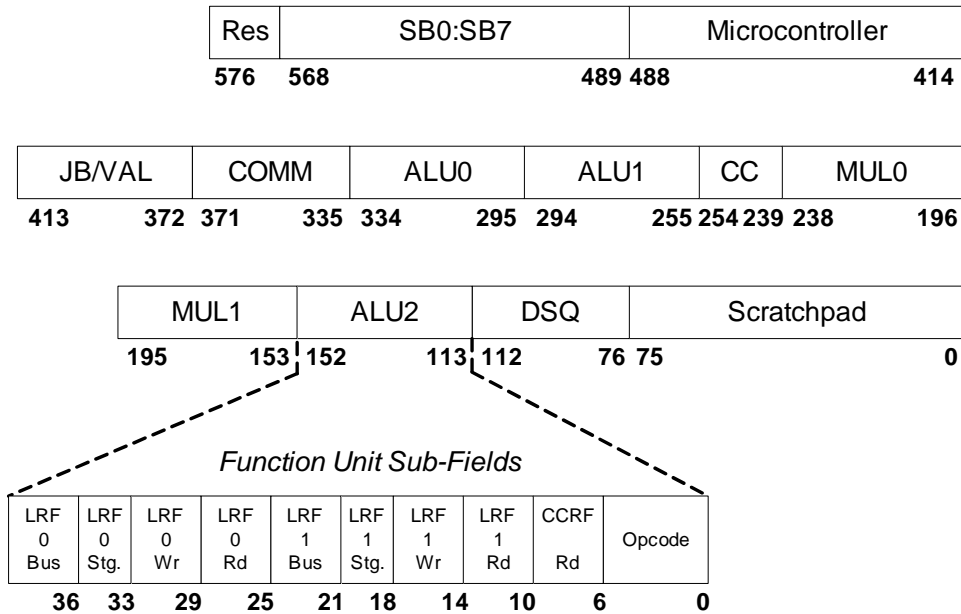 Res SB0:SB7 Microcontroller
576 568 489 488 414
JB/VAL COMM ALU0 ALU1 CC MUL0
413 372 371 335 334 295 294 255 254 239 238 196
MUL1 ALU2 DSQ Scratchpad
195 153 152 113 112 76 75 0
Function Unit Sub-Fields
LRF LRF LRF LRF LRF LRF LRF LRF CCRF
0 0 0 0 1 1 1 1 Opcode
Bus Stg. Wr Rd Bus Stg. Wr Rd Rd
36 33 29 25 21 18 14 10 6 0